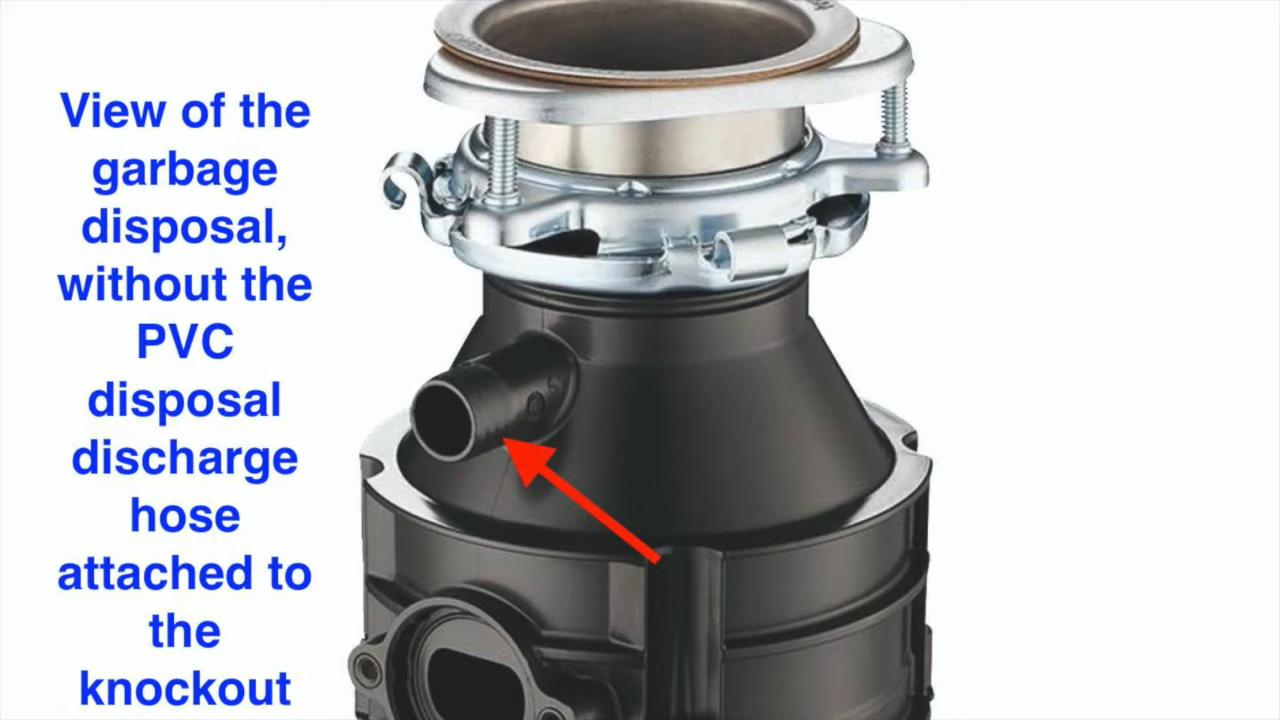 View of the
garbage
disposal,
without the
PVC
disposal
discharge
hose
attached to
the
knockout